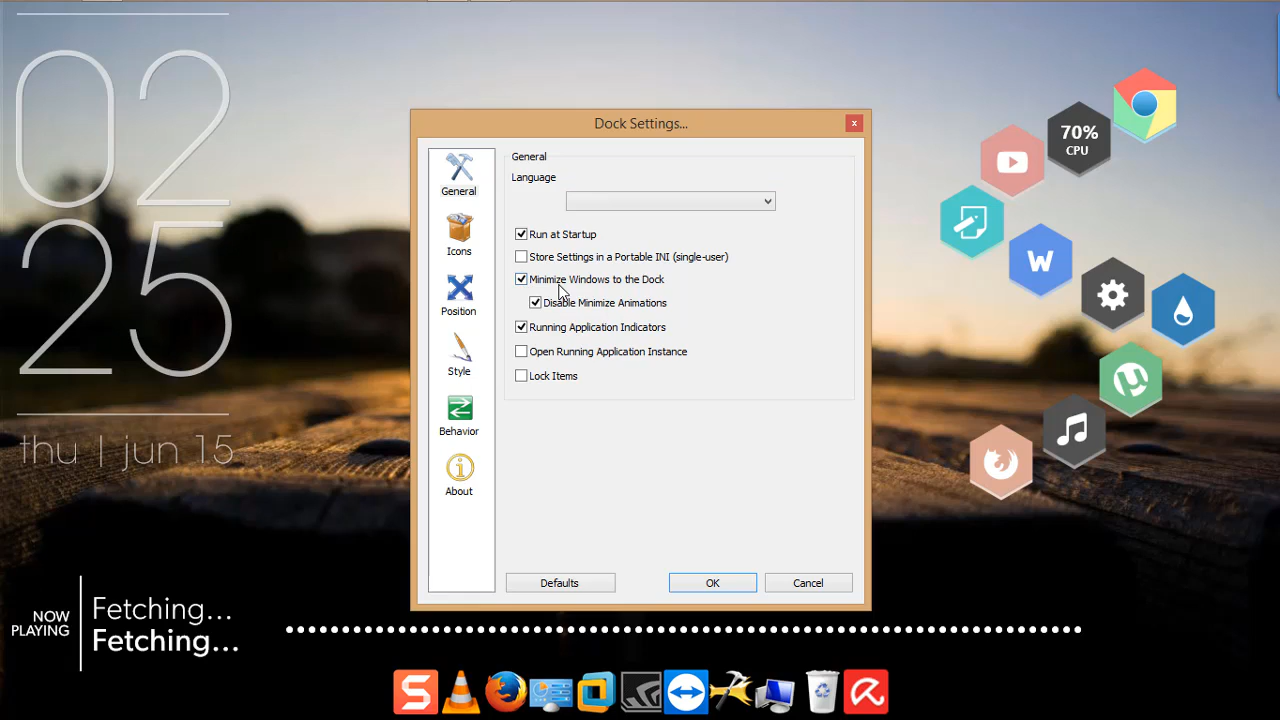 02
25
thu | jun 15
NOW
PLAYING
Fetching...
Fetching...
Dock Settings...
x
General
Icons
Position
Style
Behavior
i
About
General
Language
Run at Startup
Store Settings in a Portable INI (single-user)
Minimize Windows to the Dock
Disable Minimize Animations
Running Application Indicators
Open Running Application Instance
Lock Items
Defaults
OK
Cancel
70%
CPU
W
S